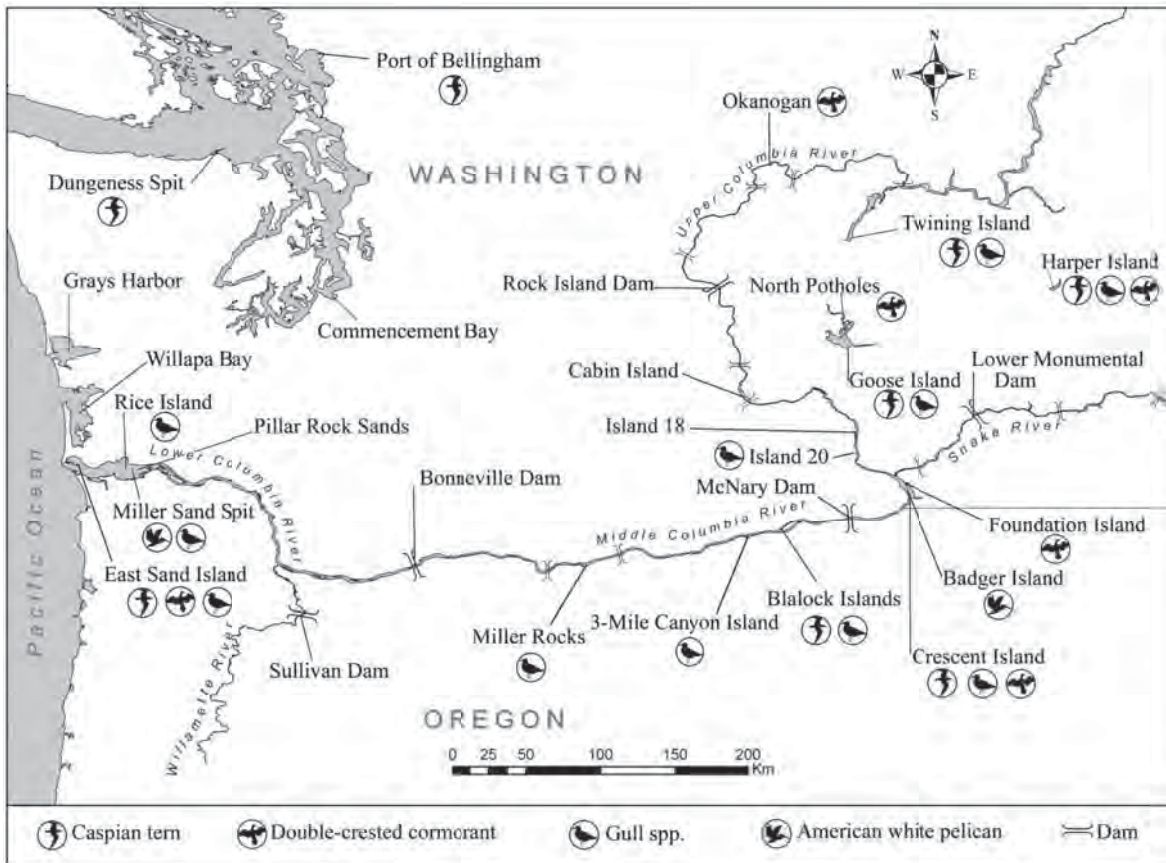 Port of Bellingham
N
W
E
S
Okanogan
WASHINGTON
Upper Columbia River
Dungeness Spit
Twining Island
Harper Island
Grays Harbor
Rock Island Dam
North Potholes
Commencement Bay
Willapa Bay
Cabin Island
Lower Monumental
Dam
Goose Island
Rice Island
Island 18
Pillar Rock Sands
Lower Columbia River
Snake River
Island 20
Bonneville Dam
McNary Dam
Miller Sand Spit
Middle Columbia River
Foundation Island
East Sand Island
Badger Island
Pacific Ocean
Blalock Islands
3-Mile Canyon Island
Miller Rocks
Sullivan Dam
Crescent Island
Willamette River
OREGON
0 25 50 100 150 200
Km
Caspian tern
Double-crested cormorant
Gull spp.
American white pelican
Dam